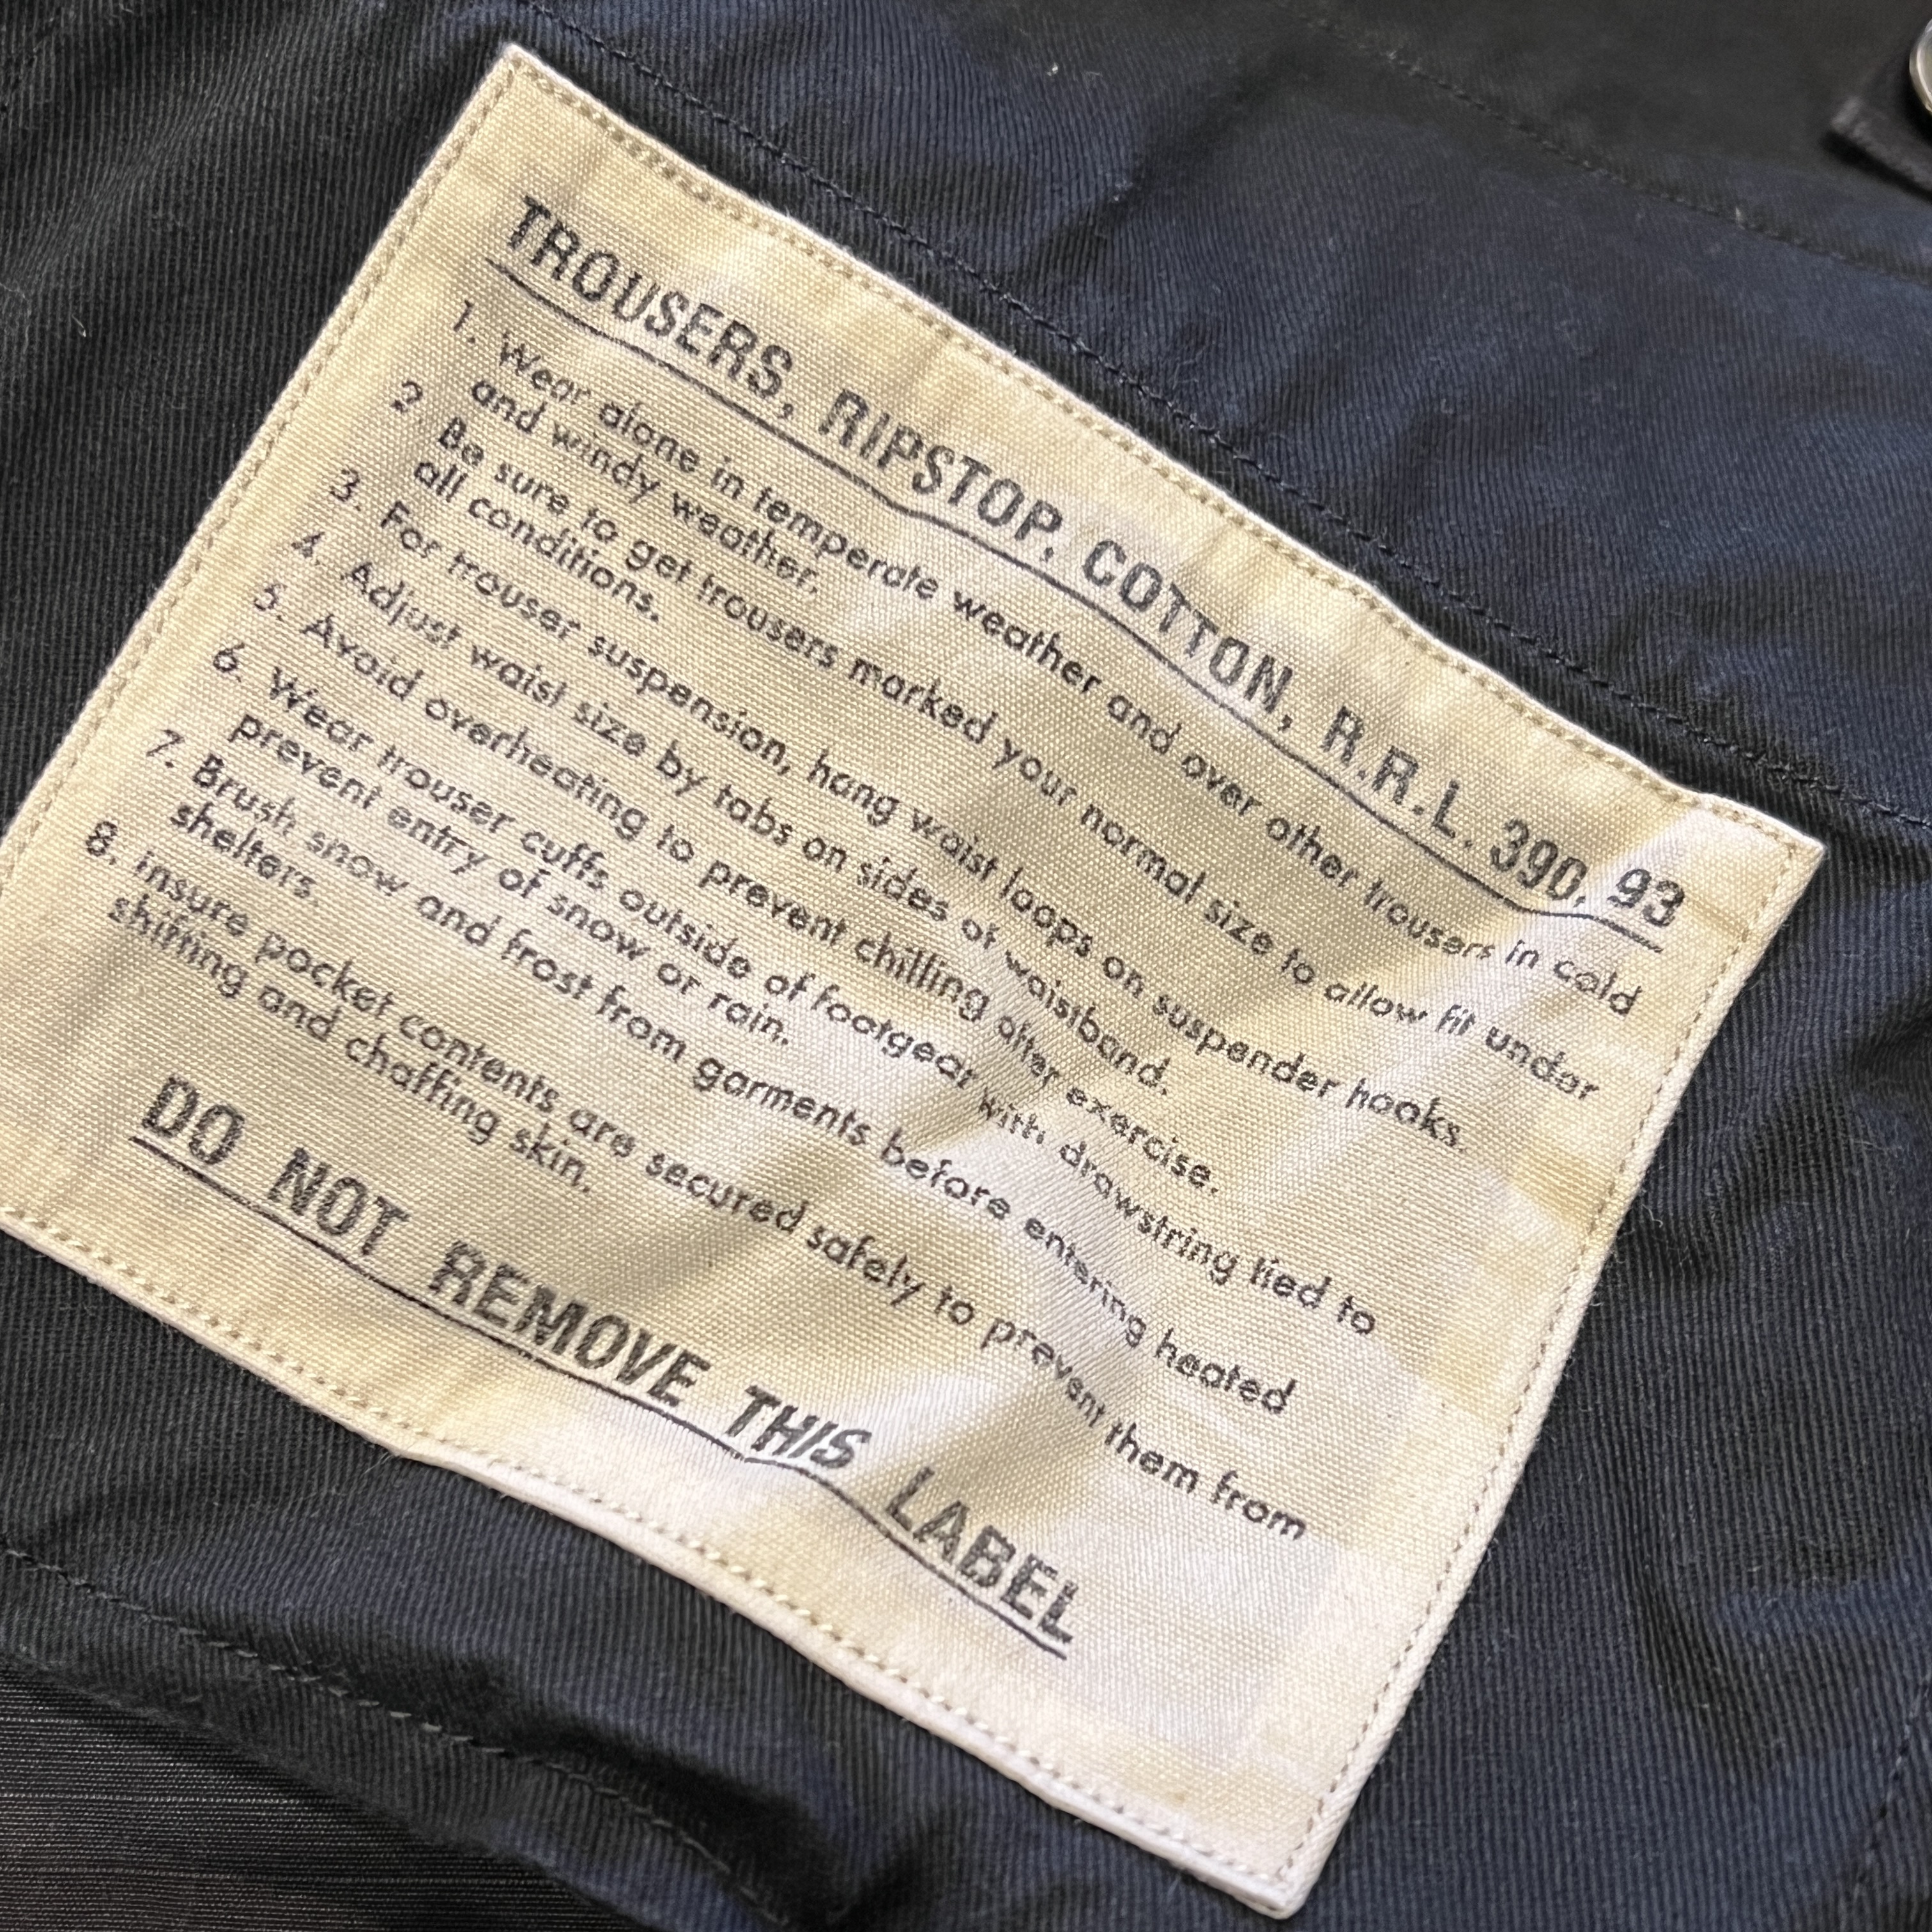 TROUSERS, RIPSTOP, COTTON, R.R.L. 390, 93
1. Wear alone in temperate weather and over other trousers in cold
and windy weather.
2. Be sure to get trousers marked your normal size to allow fit under
all conditions.
3. For trouser suspension, hang waist loops on suspender hooks.
4. Adjust waist size by tabs on sides of waistband.
5. Avoid overheating to prevent chilling after exercise.
6. Wear trouser cuffs outside of footgear with drawstring tied to
prevent entry of snow or rain.
7. Brush snow and frost from garments before entering heated
shelters.
8. insure pocket contents are secured safely to prevent them from
shifting and chaffing skin.
DO NOT REMOVE THIS LABEL